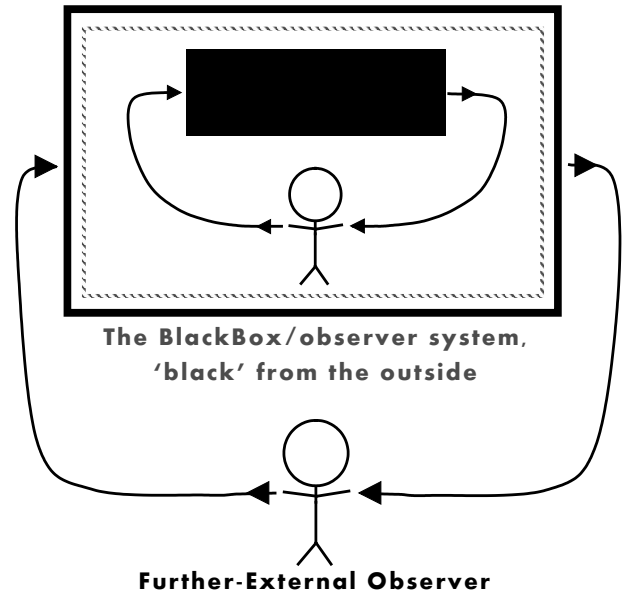 The BlackBox/observer system,
‘black’ from the outside
Further-External Observer